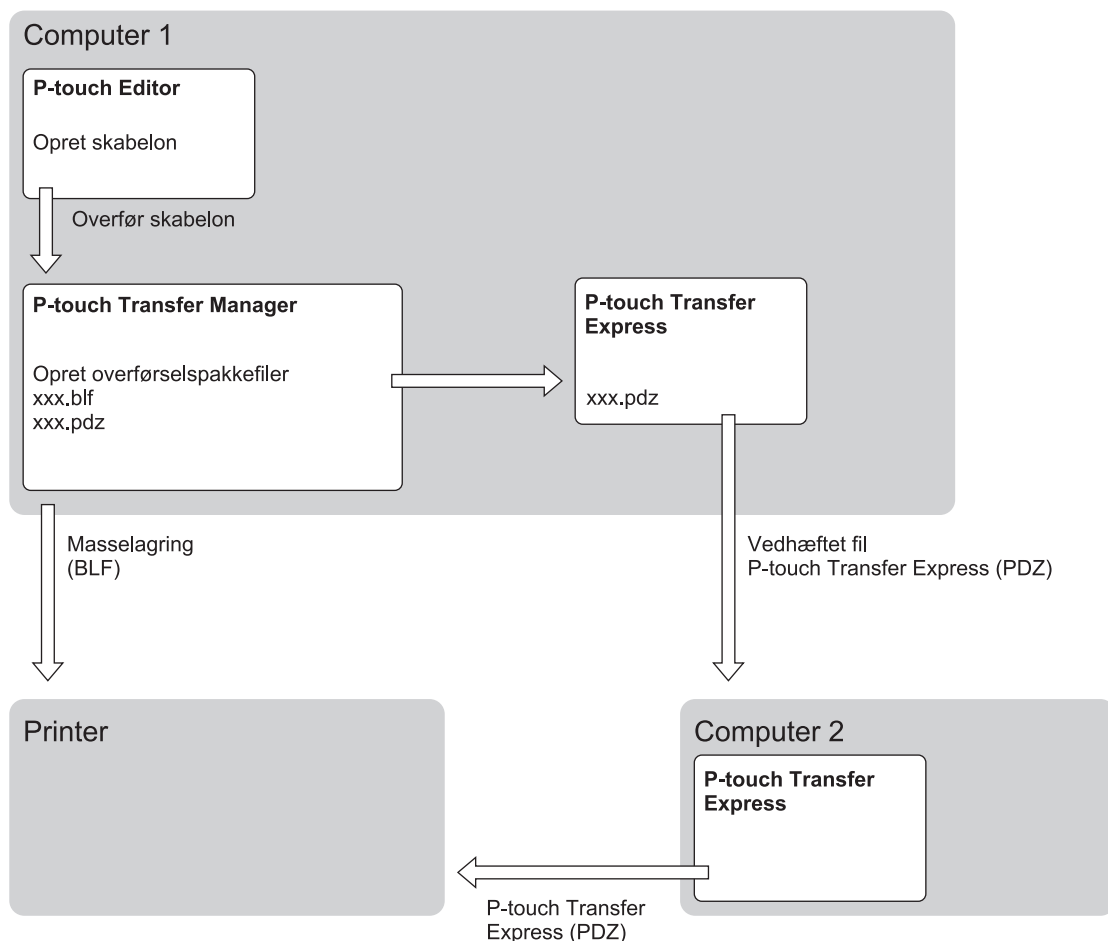 Computer 1
P-touch Editor
Opret skabelon
Overfør skabelon
P-touch Transfer Manager
Opret overførselspakkefiler
xxx.blf
xxx.pdz
P-touch Transfer
Express
xxx.pdz
Masselagring
(BLF)
Vedhæftet fil
P-touch Transfer Express (PDZ)
Printer
Computer 2
P-touch Transfer
Express
P-touch Transfer
Express (PDZ)